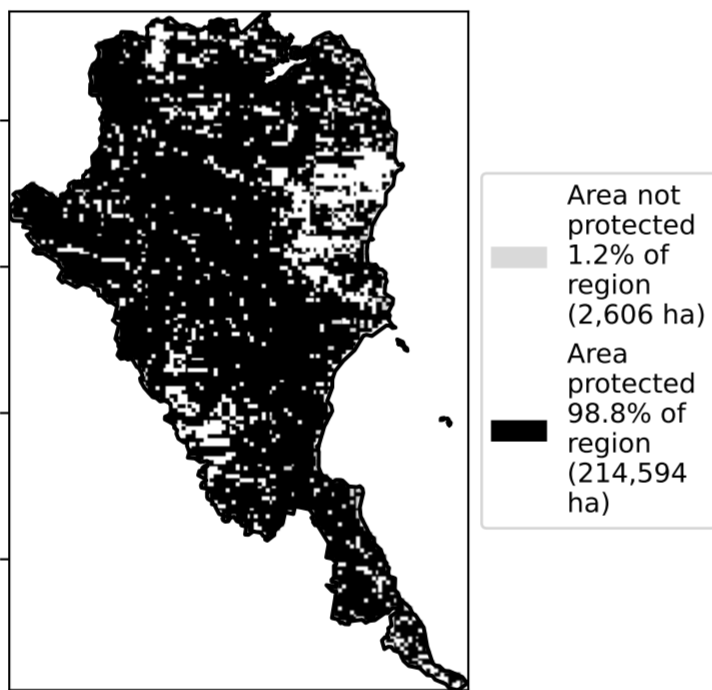 Area not
protected
1.2% of
region
(2,606 ha)
Area
protected
98.8% of
region
(214,594
ha)